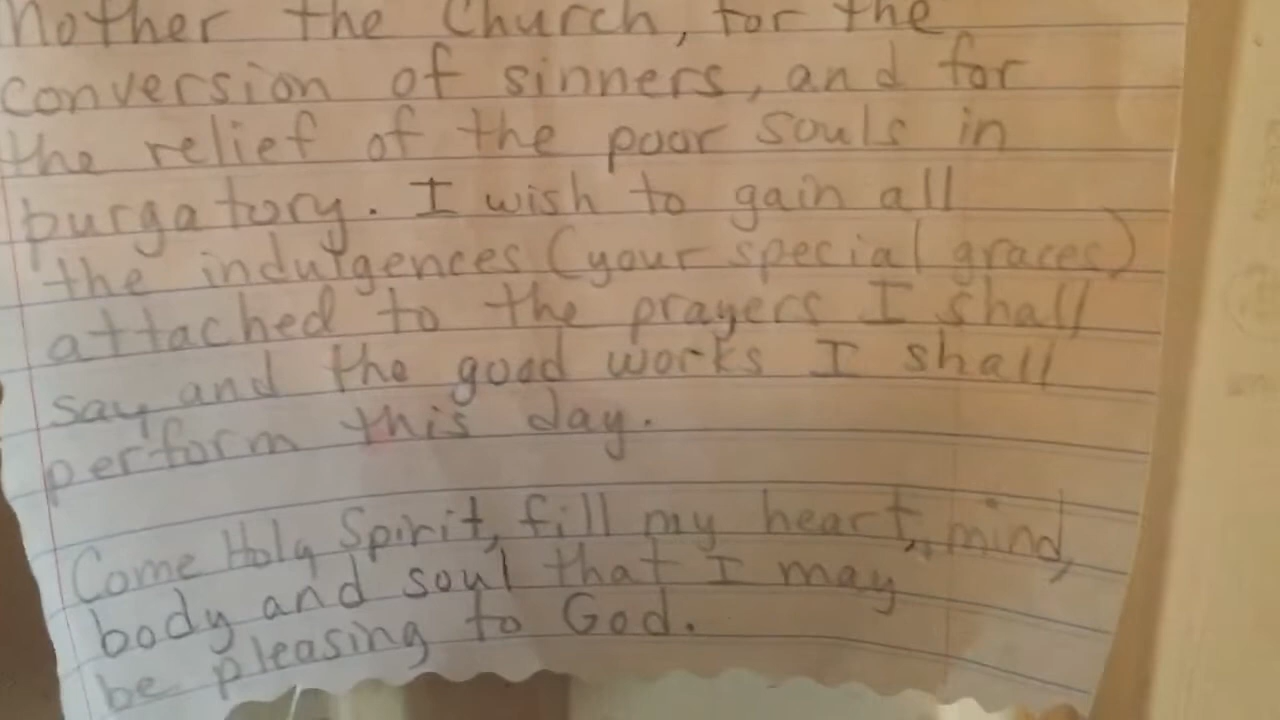 Mother the Church, for the
conversion of sinners, and for
the relief of the poor souls in
purgatory. I wish to gain all
the indulgences (your special graces)
attached to the prayers I shall
say and the good works I shall
perform this day.
Come Holy Spirit, fill my heart, mind,
body and soul that I may
be pleasing to God.